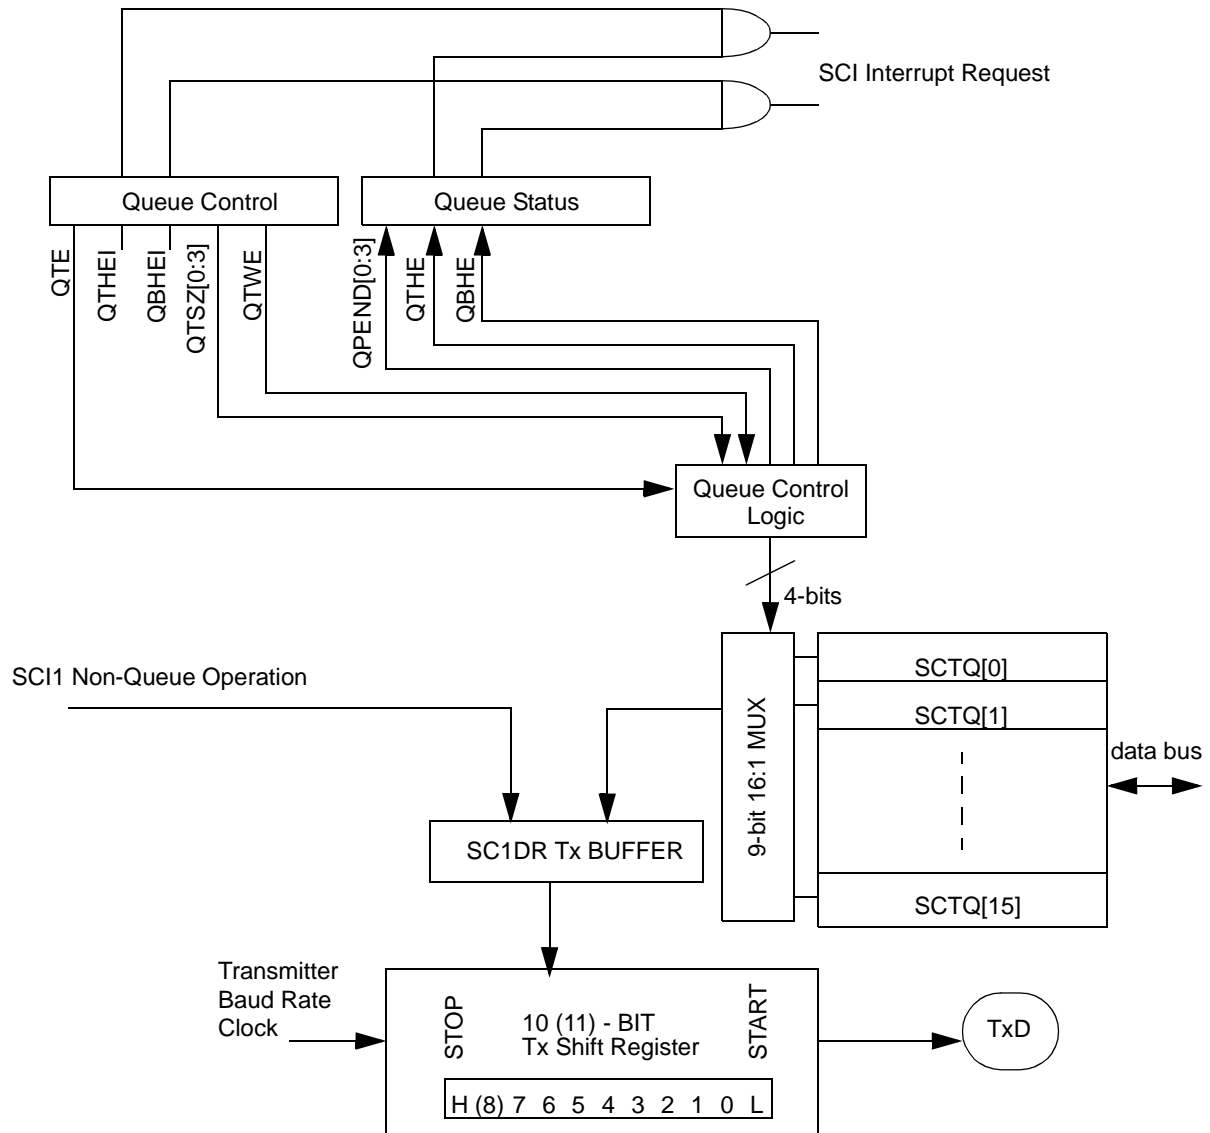 SCI Interrupt Request
Queue Control
Queue Status
QTE
QTHEI
QBHEI
QTSZ[0:3]
QTWE
QPEND[0:3]
QTHE
QBHE
Queue Control
Logic
4-bits
SCI1 Non-Queue Operation
9-bit 16:1 MUX
SCTQ[0]
SCTQ[1]
data bus
SC1DR Tx BUFFER
SCTQ[15]
Transmitter
Baud Rate
Clock
STOP
10 (11) - BIT
Tx Shift Register
START
TxD
H (8) 7 6 5 4 3 2 1 0 L